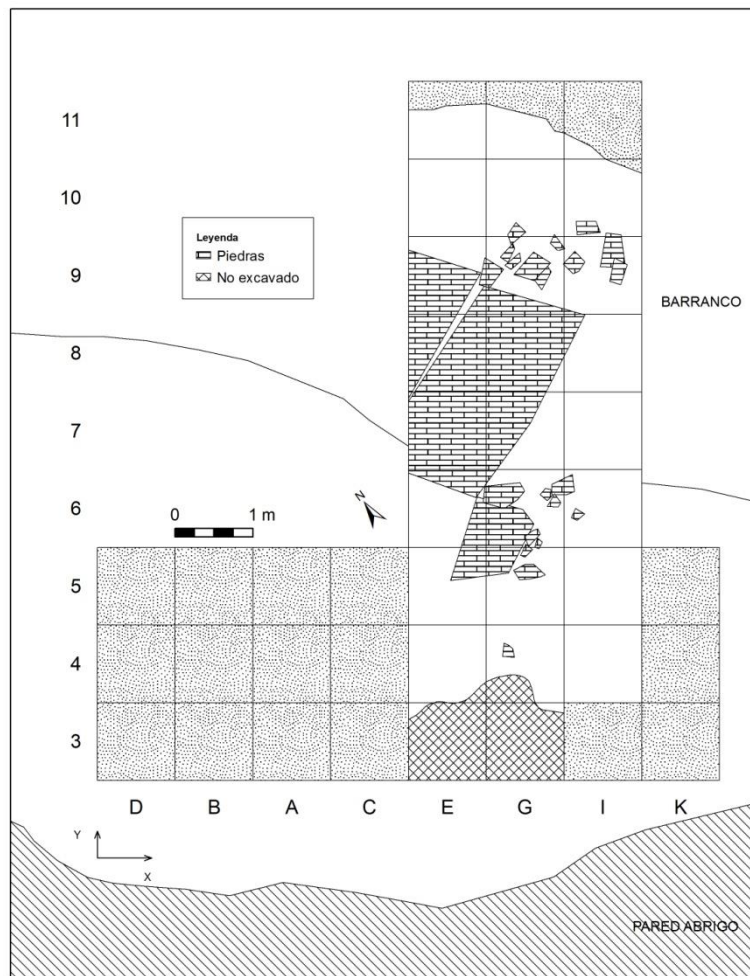 11
10
Leyenda
Piedras
No excavado
9
BARRANCO
8
7
N
6
0 1 m
5
4
3
D B A C E G I K
Y
X
PARED ABRIGO